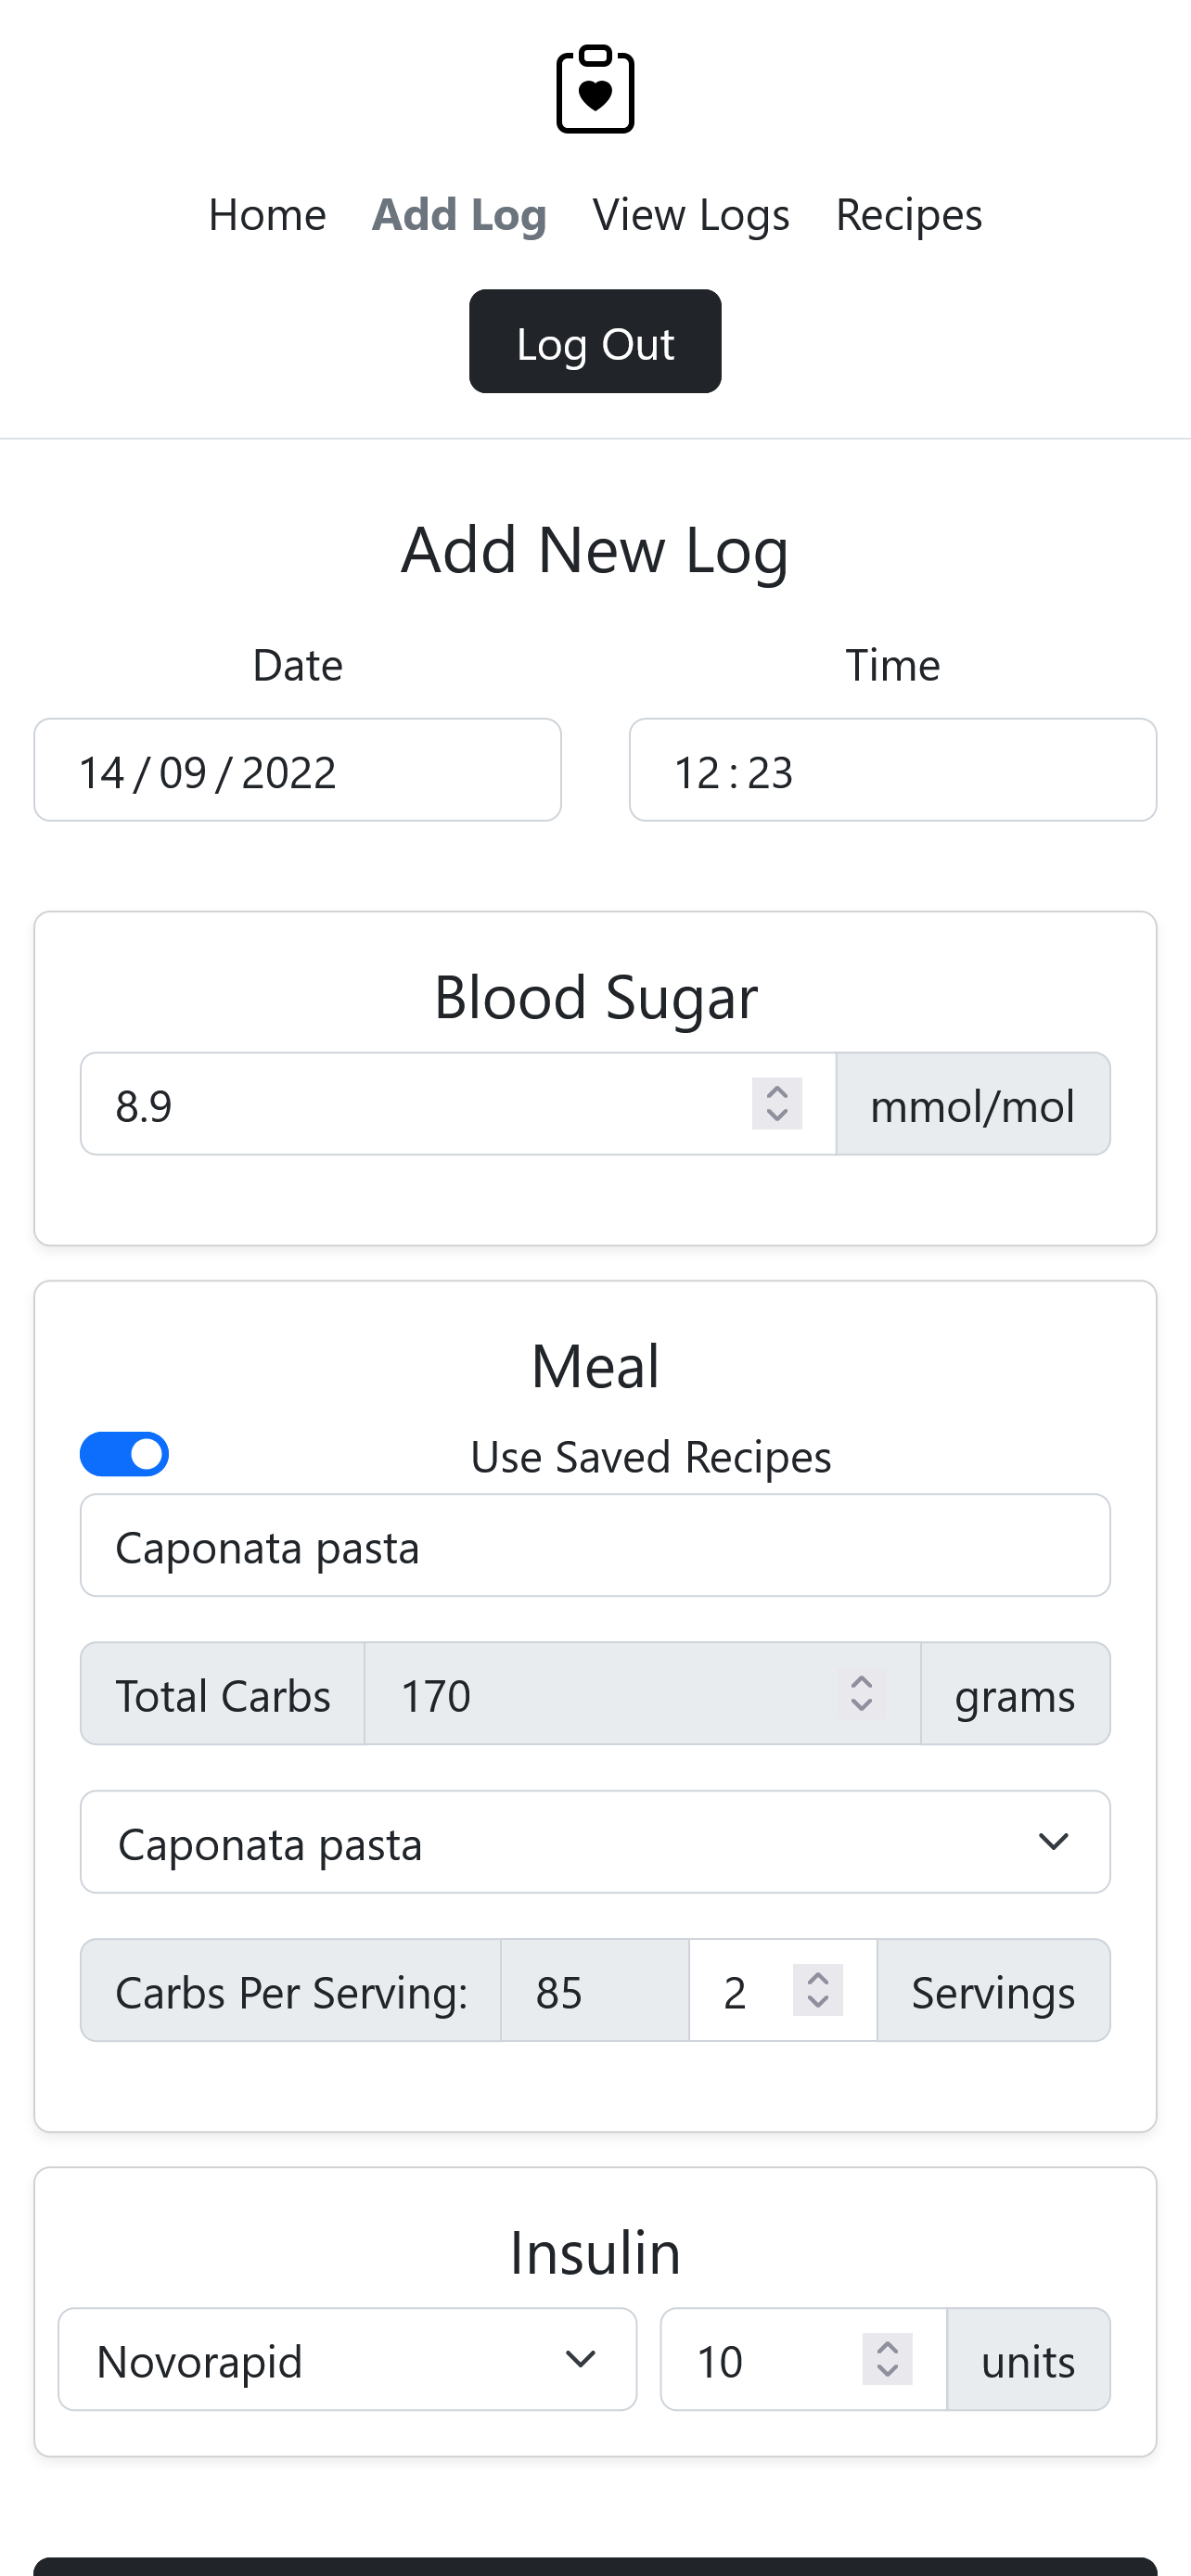 Home Add Log View Logs Recipes
Log Out
Add New Log
Date Time
14/09/2022 12:23
Blood Sugar
8.9 mmol/mol
Meal
Use Saved Recipes
Caponata pasta
Total Carbs 170 grams
Caponata pasta
Carbs Per Serving: 85 2 Servings
Insulin
Novorapid 10 units